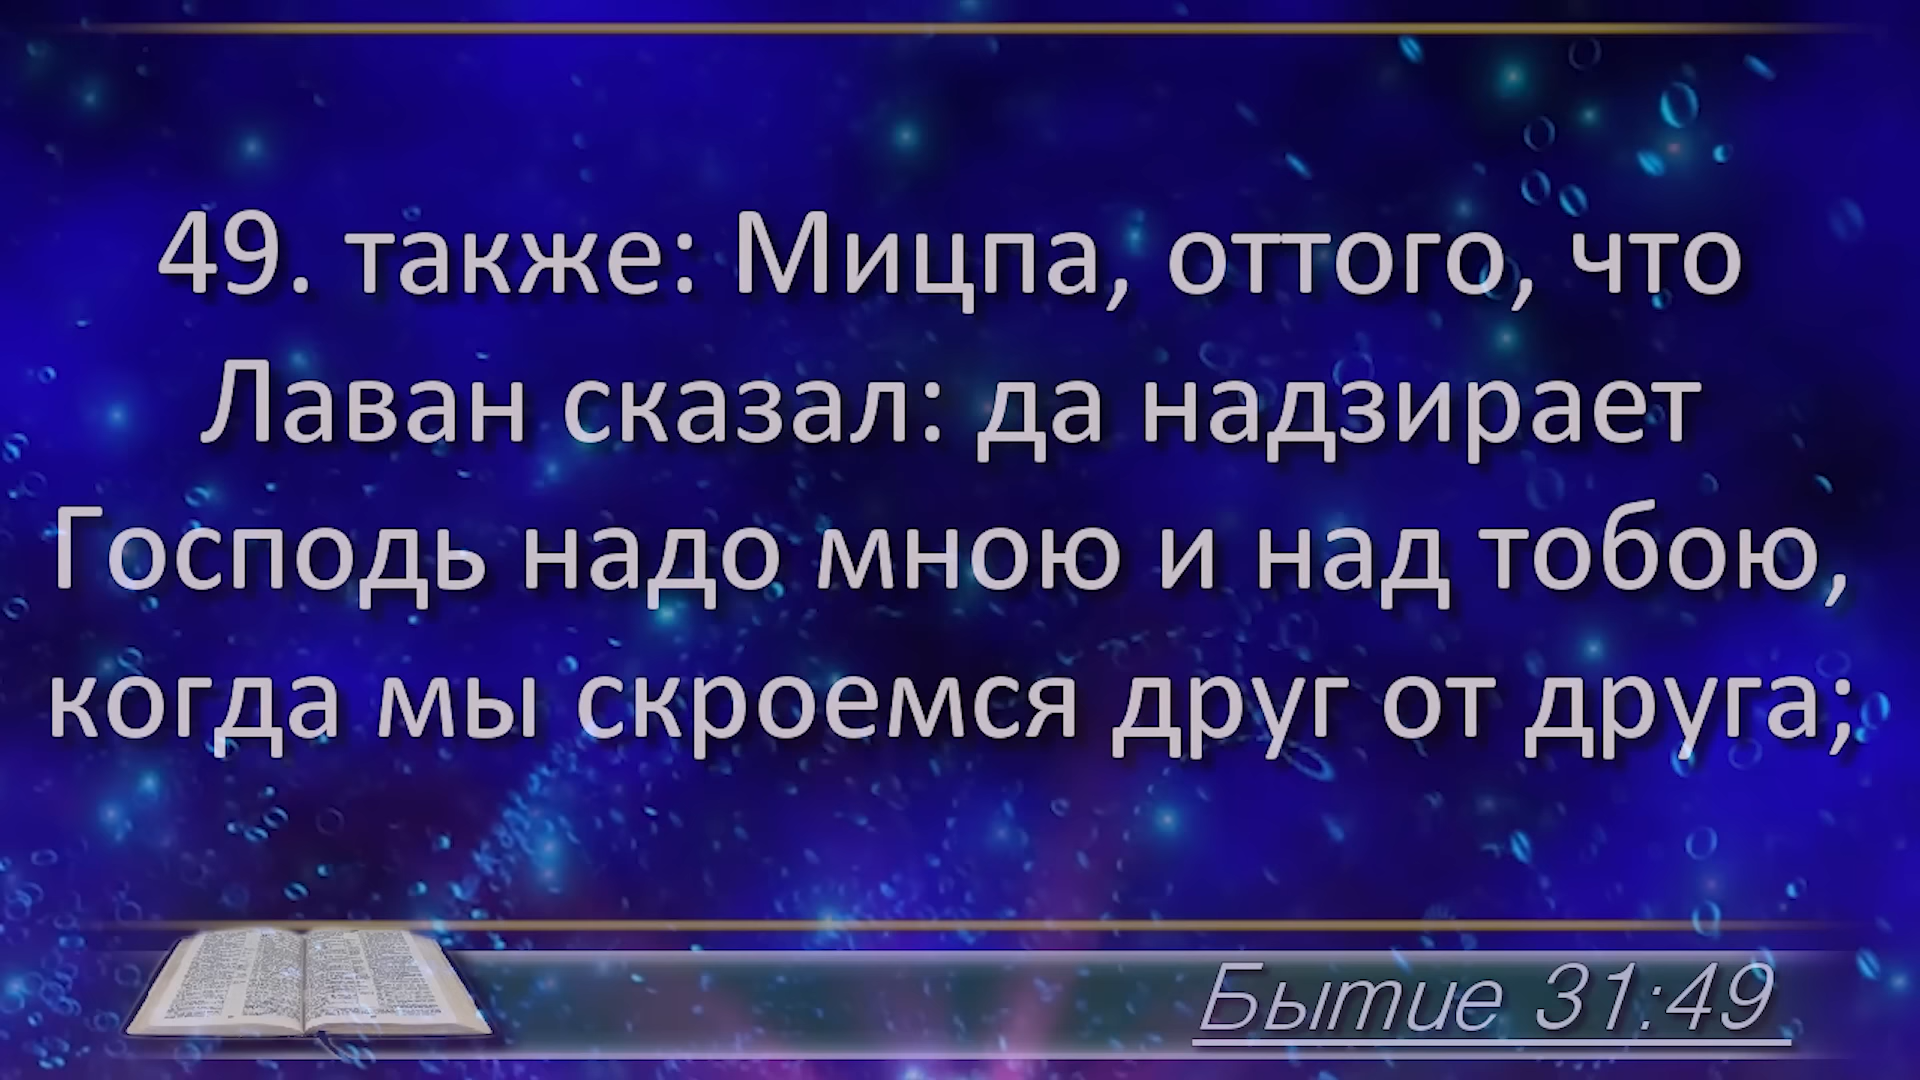 49. также: Мицпа, оттого, что
Лаван сказал: да надзирает
Господь надо мною и над тобою,
когда мы скроемся друг от друга;
Бытие 31:49